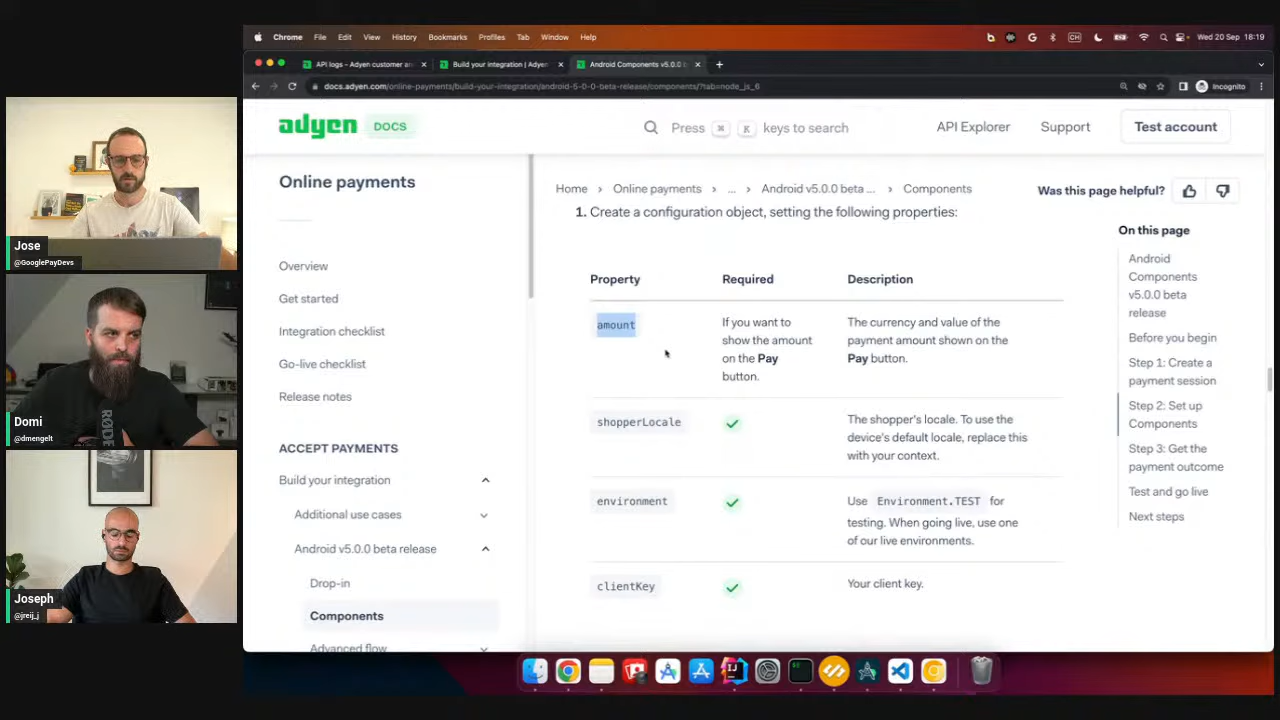 Chrome File Edit View History Bookmarks Profiles Tab Window Help
CH
Wed 20 Sep 18:19
API logs – Adyen customer an
Build your integration | Adyen
Android Components v5.0.0 b
docs.adyen.com/online-payments/build-your-integration/android-5-0-0-beta-release/components/?tab=node_js_6
Incognito
adyen DOCS
Press ⌘ K keys to search
API Explorer
Support
Test account
Online payments
Overview
Get started
Integration checklist
Go-live checklist
Release notes
ACCEPT PAYMENTS
Build your integration
Additional use cases
Android v5.0.0 beta release
Drop-in
Components
Advanced flow
Home > Online payments > ... > Android v5.0.0 beta ... > Components
Was this page helpful?
1. Create a configuration object, setting the following properties:
Property Required Description
amount
If you want to
show the amount
on the Pay
button.
The currency and value of the
payment amount shown on the
Pay button.
shopperLocale
The shopper's locale. To use the
device's default locale, replace this
with your context.
environment
Use Environment.TEST for
testing. When going live, use one
of our live environments.
clientKey
Your client key.
On this page
Android
Components
v5.0.0 beta
release
Before you begin
Step 1: Create a
payment session
Step 2: Set up
Components
Step 3: Get the
payment outcome
Test and go live
Next steps
Jose
@GooglePayDevs
RØDE
Domi
@dmengelt
Joseph
@jreij_j